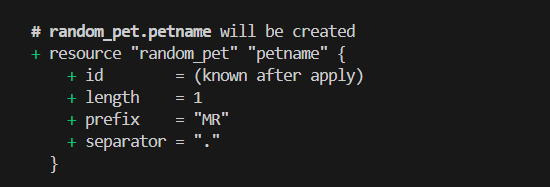 # random_pet.petname will be created
+ resource "random_pet" "petname" {
+ id = (known after apply)
+ length = 1
+ prefix = "MR"
+ separator = "."
}